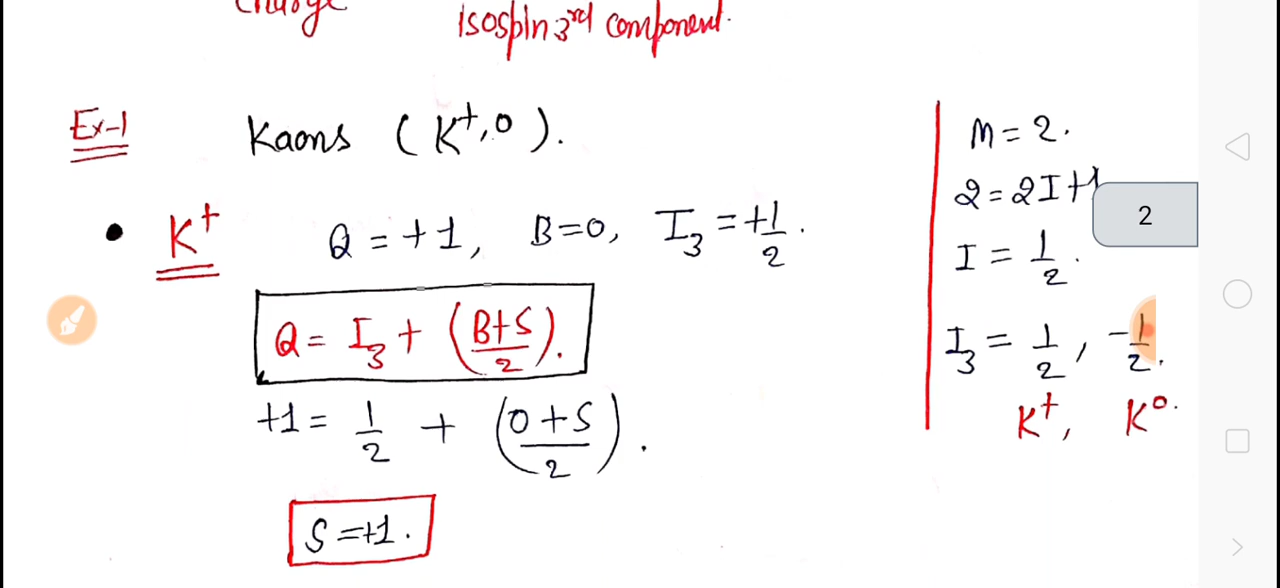 charge
Isospin 3rd component.
Ex-1 Kaons (K⁺,⁰).
• K⁺ Q = +1, B=0, I₃ = +1/2.
Q = I₃ + (B+S/2).
+1 = 1/2 + (0+S/2).
S=+1.
M = 2.
2 = 2I+1
I = 1/2.
I₃ = 1/2, -1/2.
K⁺, K⁰.
2